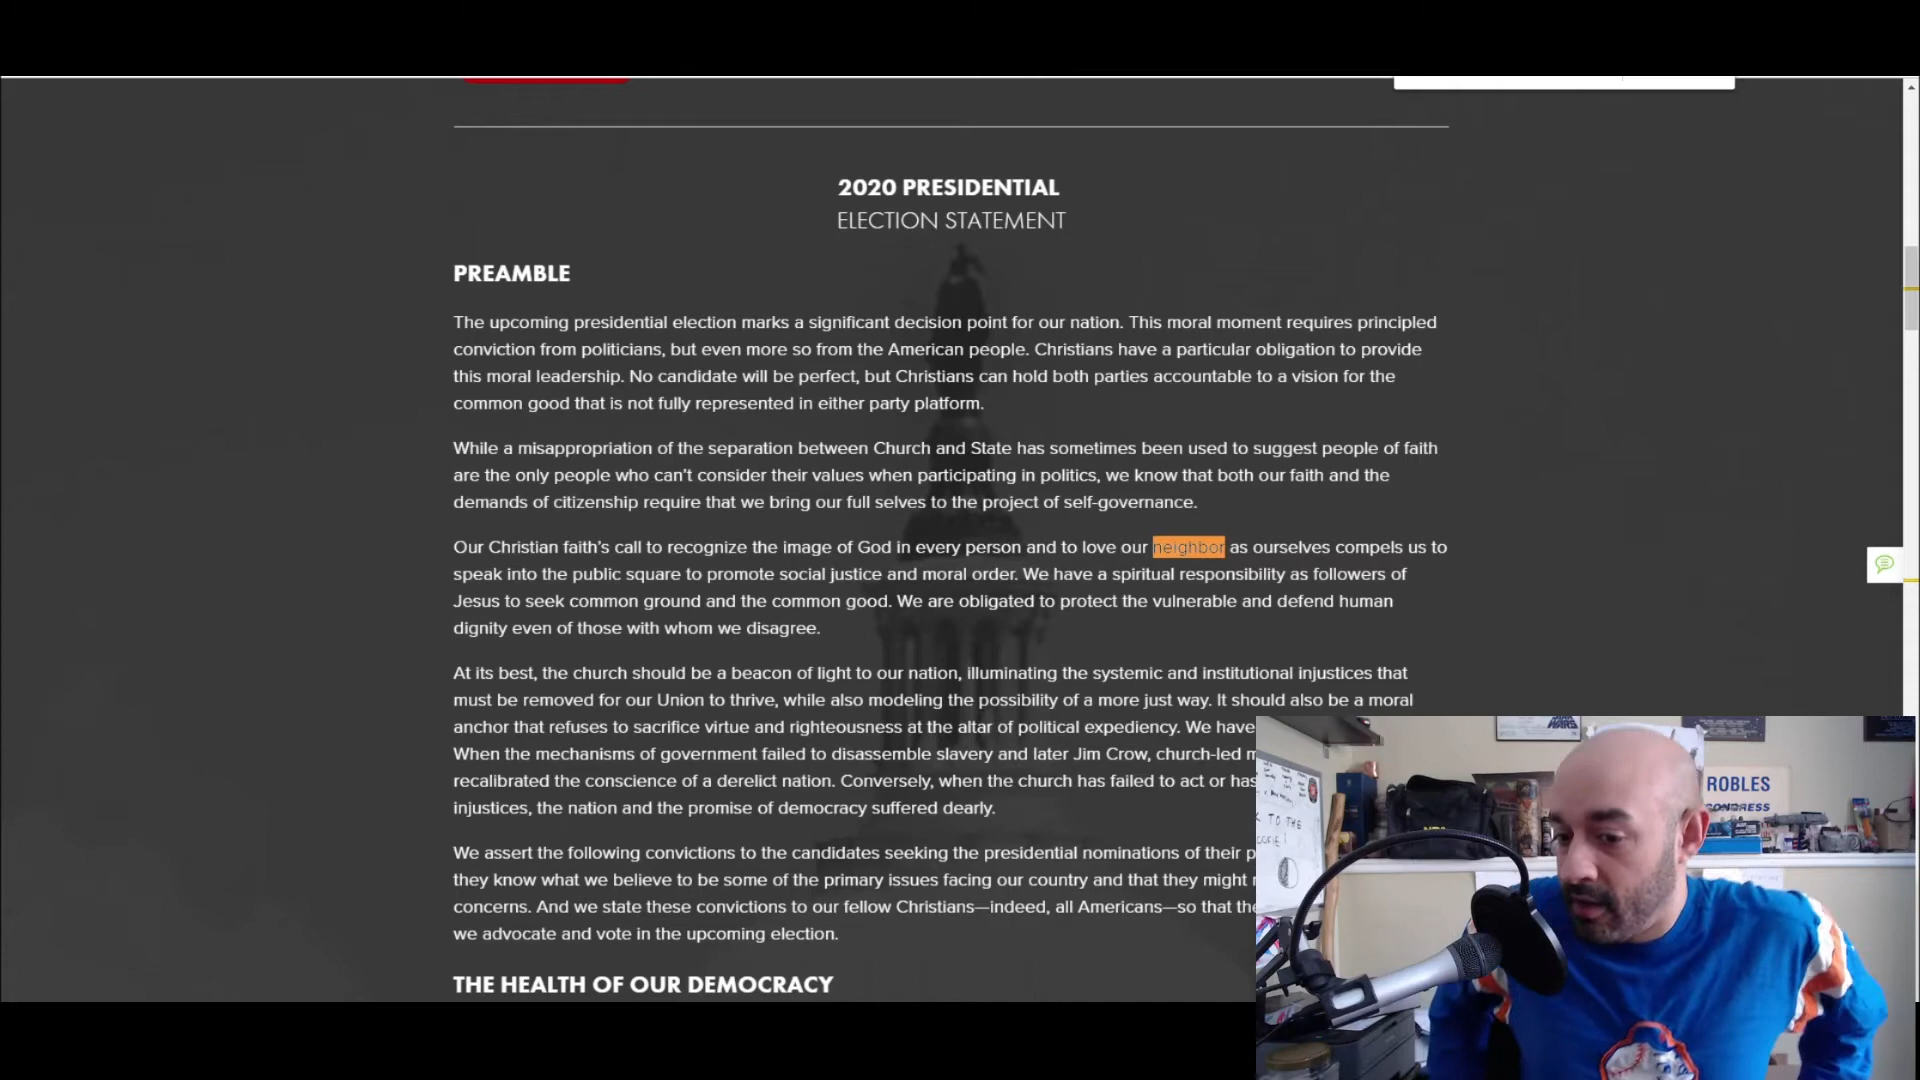 2020 PRESIDENTIAL
ELECTION STATEMENT
PREAMBLE
The upcoming presidential election marks a significant decision point for our nation. This moral moment requires principled
conviction from politicians, but even more so from the American people. Christians have a particular obligation to provide
this moral leadership. No candidate will be perfect, but Christians can hold both parties accountable to a vision for the
common good that is not fully represented in either party platform.
While a misappropriation of the separation between Church and State has sometimes been used to suggest people of faith
are the only people who can’t consider their values when participating in politics, we know that both our faith and the
demands of citizenship require that we bring our full selves to the project of self-governance.
Our Christian faith’s call to recognize the image of God in every person and to love our neighbor as ourselves compels us to
speak into the public square to promote social justice and moral order. We have a spiritual responsibility as followers of
Jesus to seek common ground and the common good. We are obligated to protect the vulnerable and defend human
dignity even of those with whom we disagree.
At its best, the church should be a beacon of light to our nation, illuminating the systemic and institutional injustices that
must be removed for our Union to thrive, while also modeling the possibility of a more just way. It should also be a moral
anchor that refuses to sacrifice virtue and righteousness at the altar of political expediency. We have
When the mechanisms of government failed to disassemble slavery and later Jim Crow, church-led
recalibrated the conscience of a derelict nation. Conversely, when the church has failed to act or has
injustices, the nation and the promise of democracy suffered dearly.
We assert the following convictions to the candidates seeking the presidential nominations of their
they know what we believe to be some of the primary issues facing our country and that they might
concerns. And we state these convictions to our fellow Christians—indeed, all Americans—so that
we advocate and vote in the upcoming election.
THE HEALTH OF OUR DEMOCRACY
ROBLES
CONGRESS
TO THE